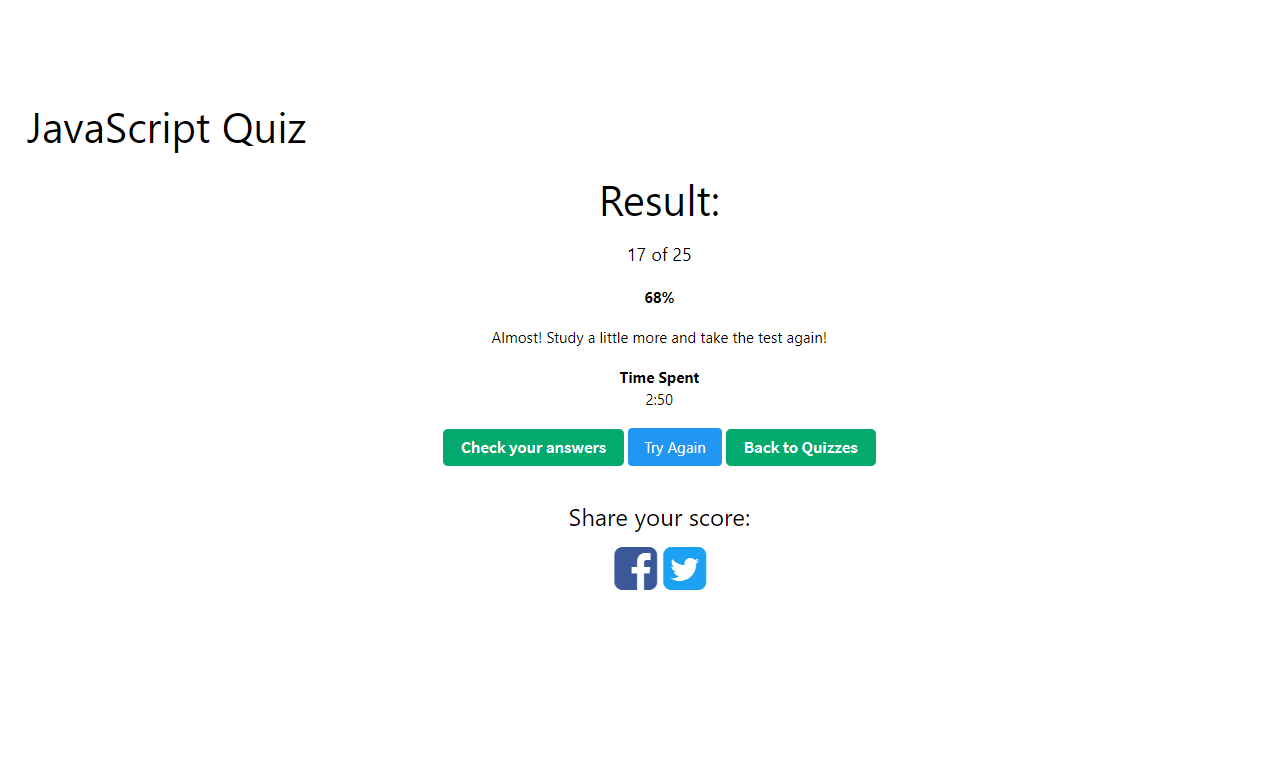 JavaScript Quiz
Result:
17 of 25
68%
Almost! Study a little more and take the test again!
Time Spent
2:50
Check your answers Try Again Back to Quizzes
Share your score: